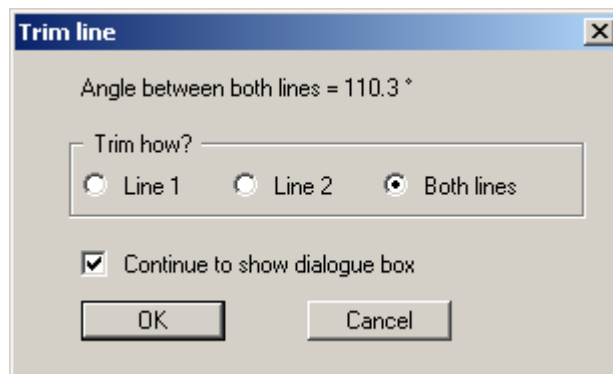 Trim line
Angle between both lines = 110.3 °
Trim how?
Line 1 Line 2 Both lines
Continue to show dialogue box
OK Cancel